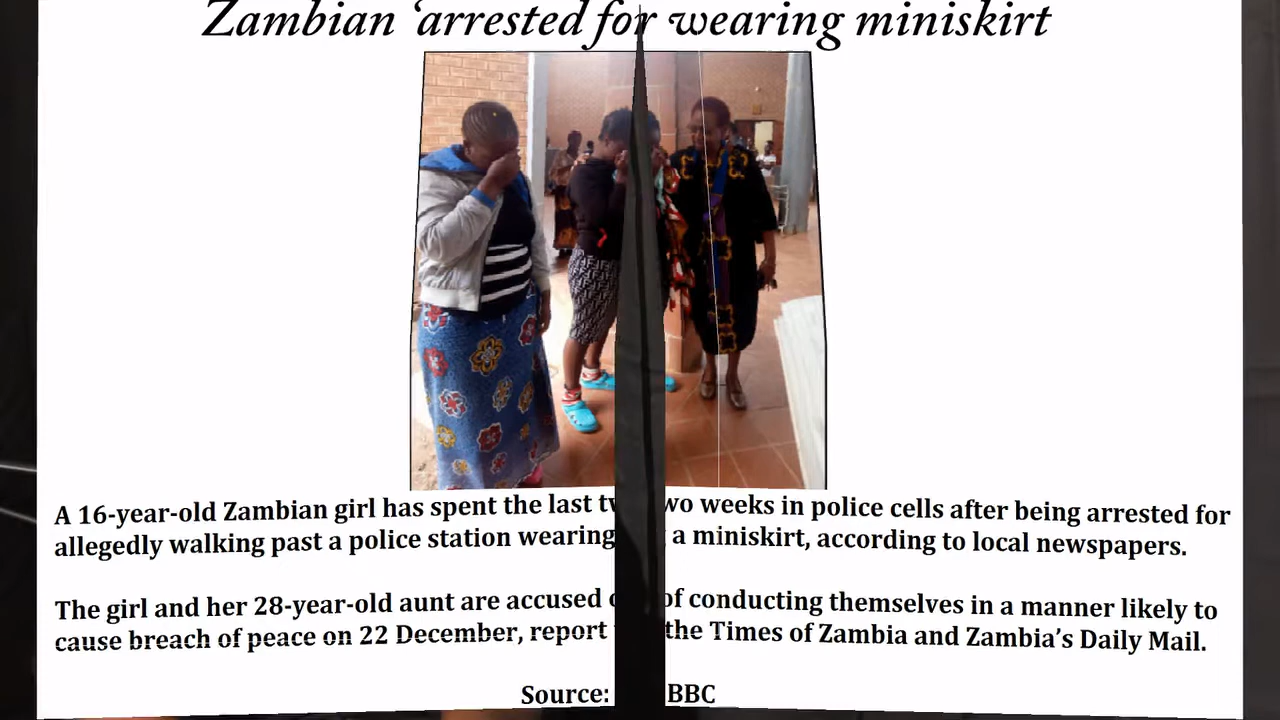 Zambian ‘arrested for wearing miniskirt
A 16-year-old Zambian girl has spent the last tw wo weeks in police cells after being arrested for
allegedly walking past a police station wearing a miniskirt, according to local newspapers.
The girl and her 28-year-old aunt are accused of conducting themselves in a manner likely to
cause breach of peace on 22 December, report the Times of Zambia and Zambia’s Daily Mail.
Source: BBC